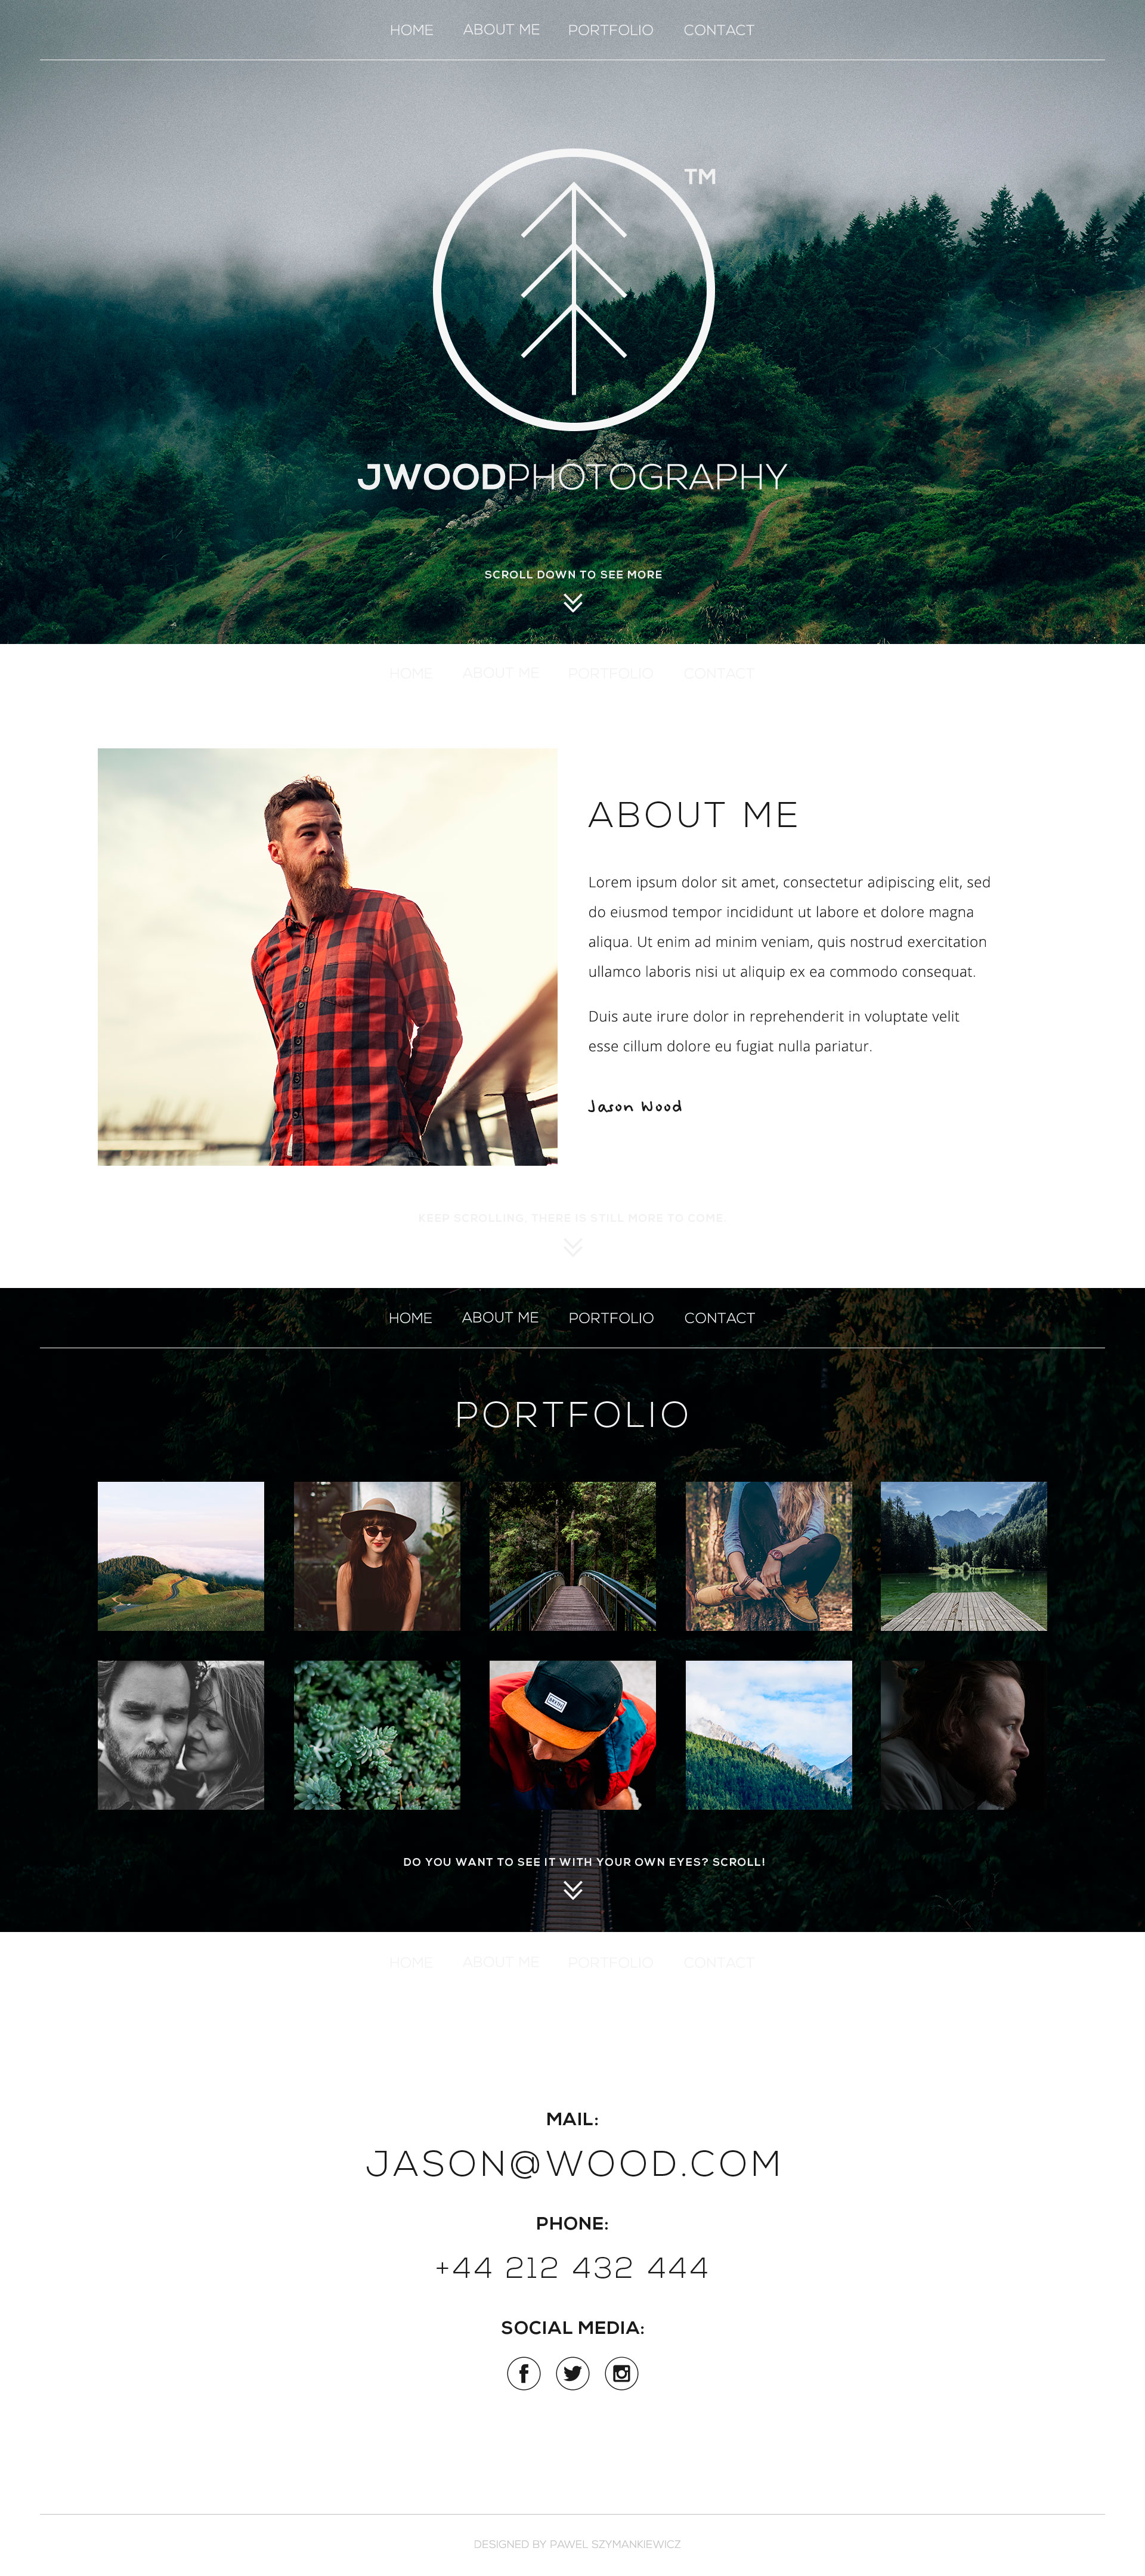 HOME ABOUT ME PORTFOLIO CONTACT
TM
JWOODPHOTOGRAPHY
SCROLL DOWN TO SEE MORE
HOME ABOUT ME PORTFOLIO CONTACT
ABOUT ME
Lorem ipsum dolor sit amet, consectetur adipiscing elit, sed
do eiusmod tempor incididunt ut labore et dolore magna
aliqua. Ut enim ad minim veniam, quis nostrud exercitation
ullamco laboris nisi ut aliquip ex ea commodo consequat.
Duis aute irure dolor in reprehenderit in voluptate velit
esse cillum dolore eu fugiat nulla pariatur.
Jason Wood
KEEP SCROLLING, THERE IS STILL MORE TO COME.
HOME ABOUT ME PORTFOLIO CONTACT
PORTFOLIO
DO YOU WANT TO SEE IT WITH YOUR OWN EYES? SCROLL!
HOME ABOUT ME PORTFOLIO CONTACT
MAIL:
JASON@WOOD.COM
PHONE:
+44 212 432 444
SOCIAL MEDIA:
DESIGNED BY PAWEL SZYMANKIEWICZ